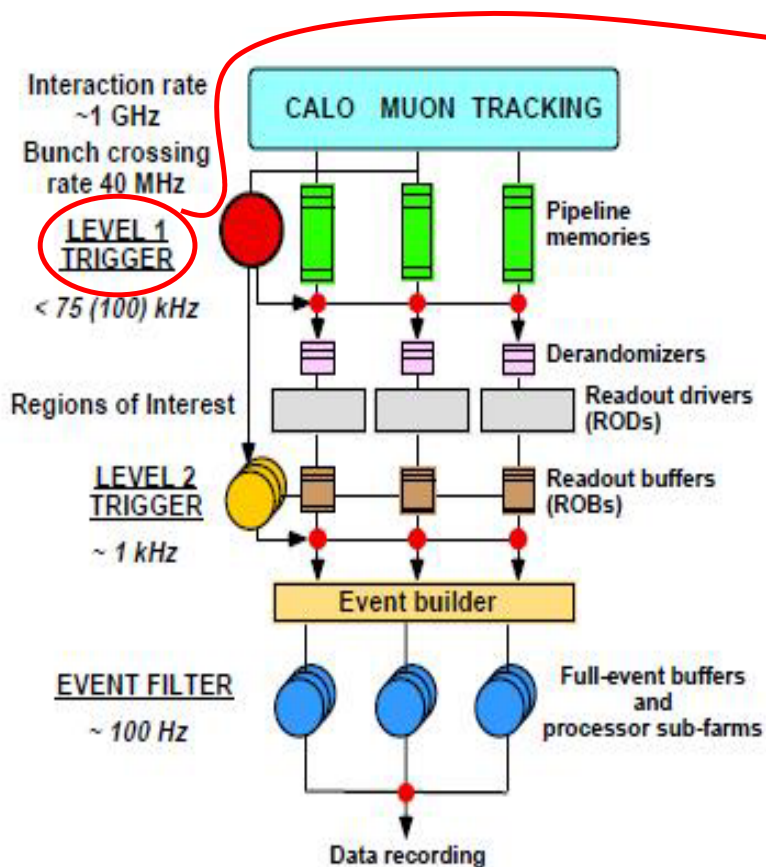 Interaction rate
~1 GHz
CALO MUON TRACKING
Bunch crossing
rate 40 MHz
LEVEL 1
TRIGGER
Pipeline
memories
< 75 (100) kHz
Derandomizers
Regions of Interest
Readout drivers
(RODs)
LEVEL 2
TRIGGER
Readout buffers
(ROBs)
~ 1 kHz
Event builder
EVENT FILTER
~ 100 Hz
Full-event buffers
and
processor sub-farms
Data recording